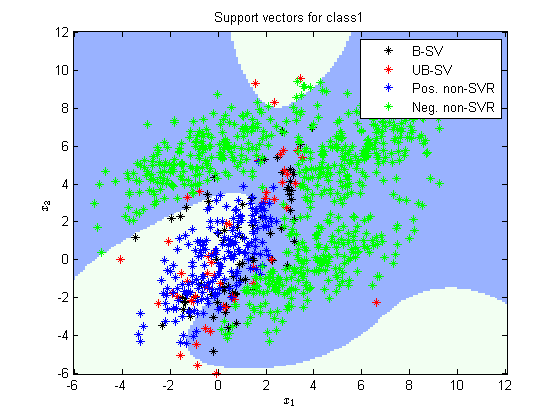 Support vectors for class1
B-SV
UB-SV
Pos. non-SVR
Neg. non-SVR
12
10
8
6
4
2
0
-2
-4
-6
x2
-6 -4 -2 0 2 4 6 8 10 12
x1